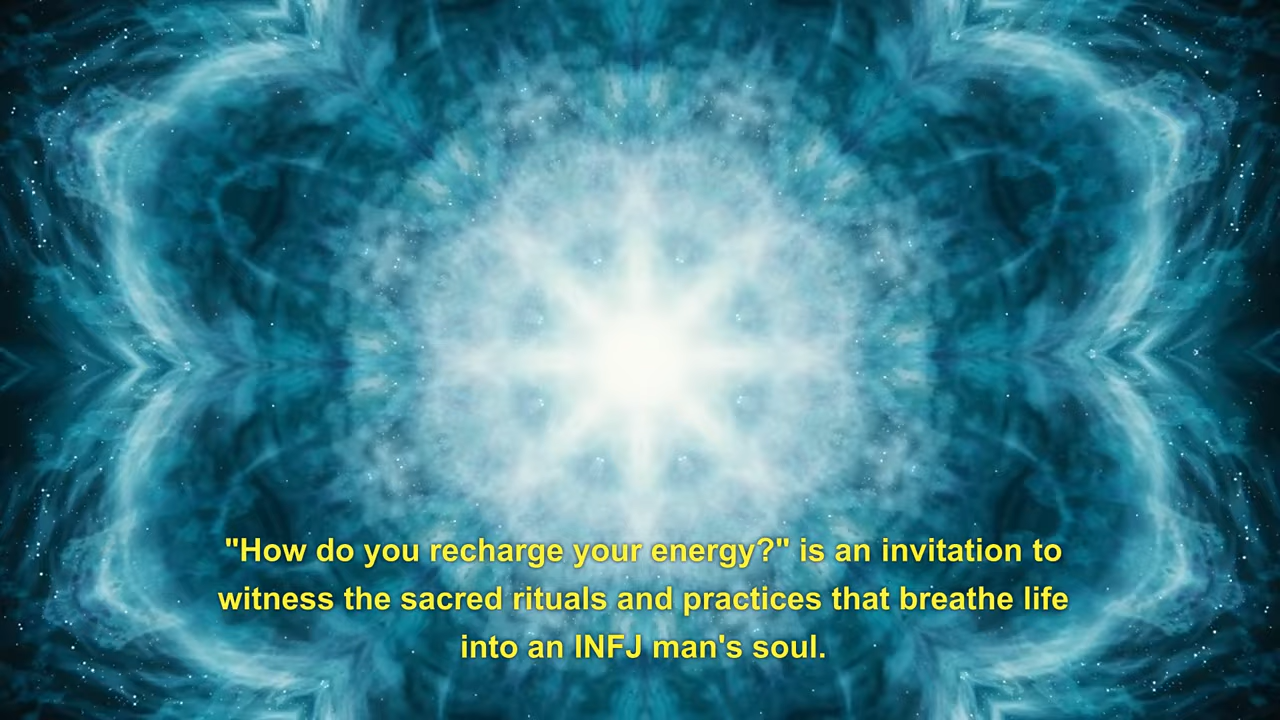 "How do you recharge your energy?" is an invitation to
witness the sacred rituals and practices that breathe life
into an INFJ man's soul.